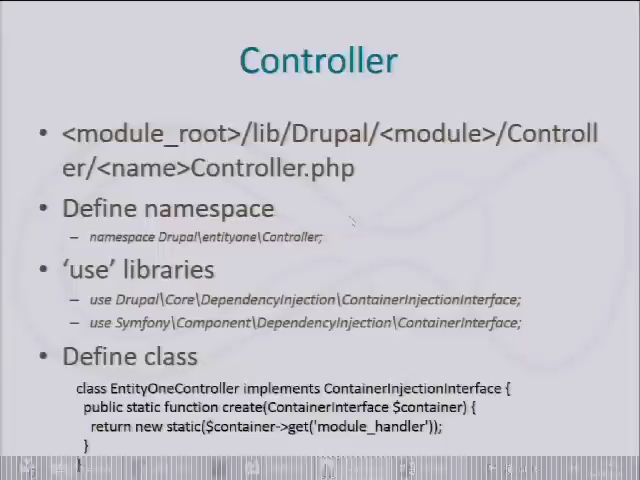 Controller
• <module_root>/lib/Drupal/<module>/Controll
er/<name>Controller.php
• Define namespace
– namespace Drupal\entityone\Controller;
• ‘use’ libraries
– use Drupal\Core\DependencyInjection\ContainerInjectionInterface;
– use Symfony\Component\DependencyInjection\ContainerInterface;
• Define class
class EntityOneController implements ContainerInjectionInterface {
public static function create(ContainerInterface $container) {
return new static($container->get('module_handler'));
}
}